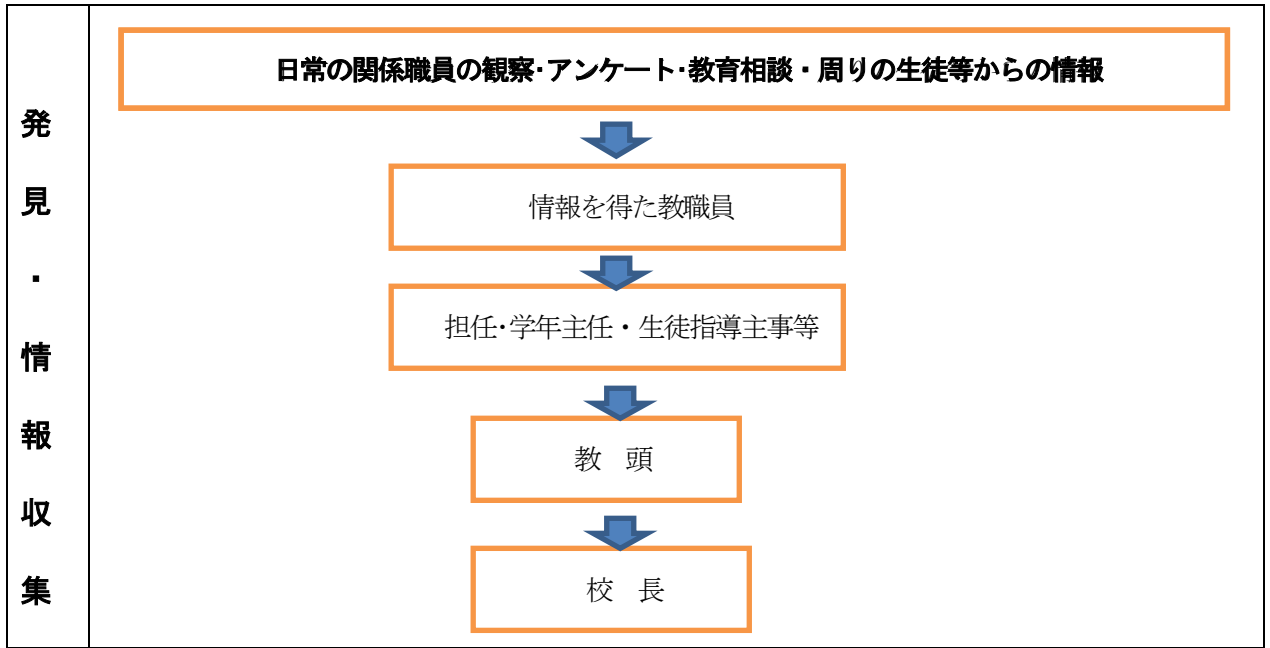 発見・情報収集
日常の関係職員の観察・アンケート・教育相談・周りの生徒等からの情報
情報を得た教職員
担任・学年主任・生徒指導主事等
教　頭
校　長